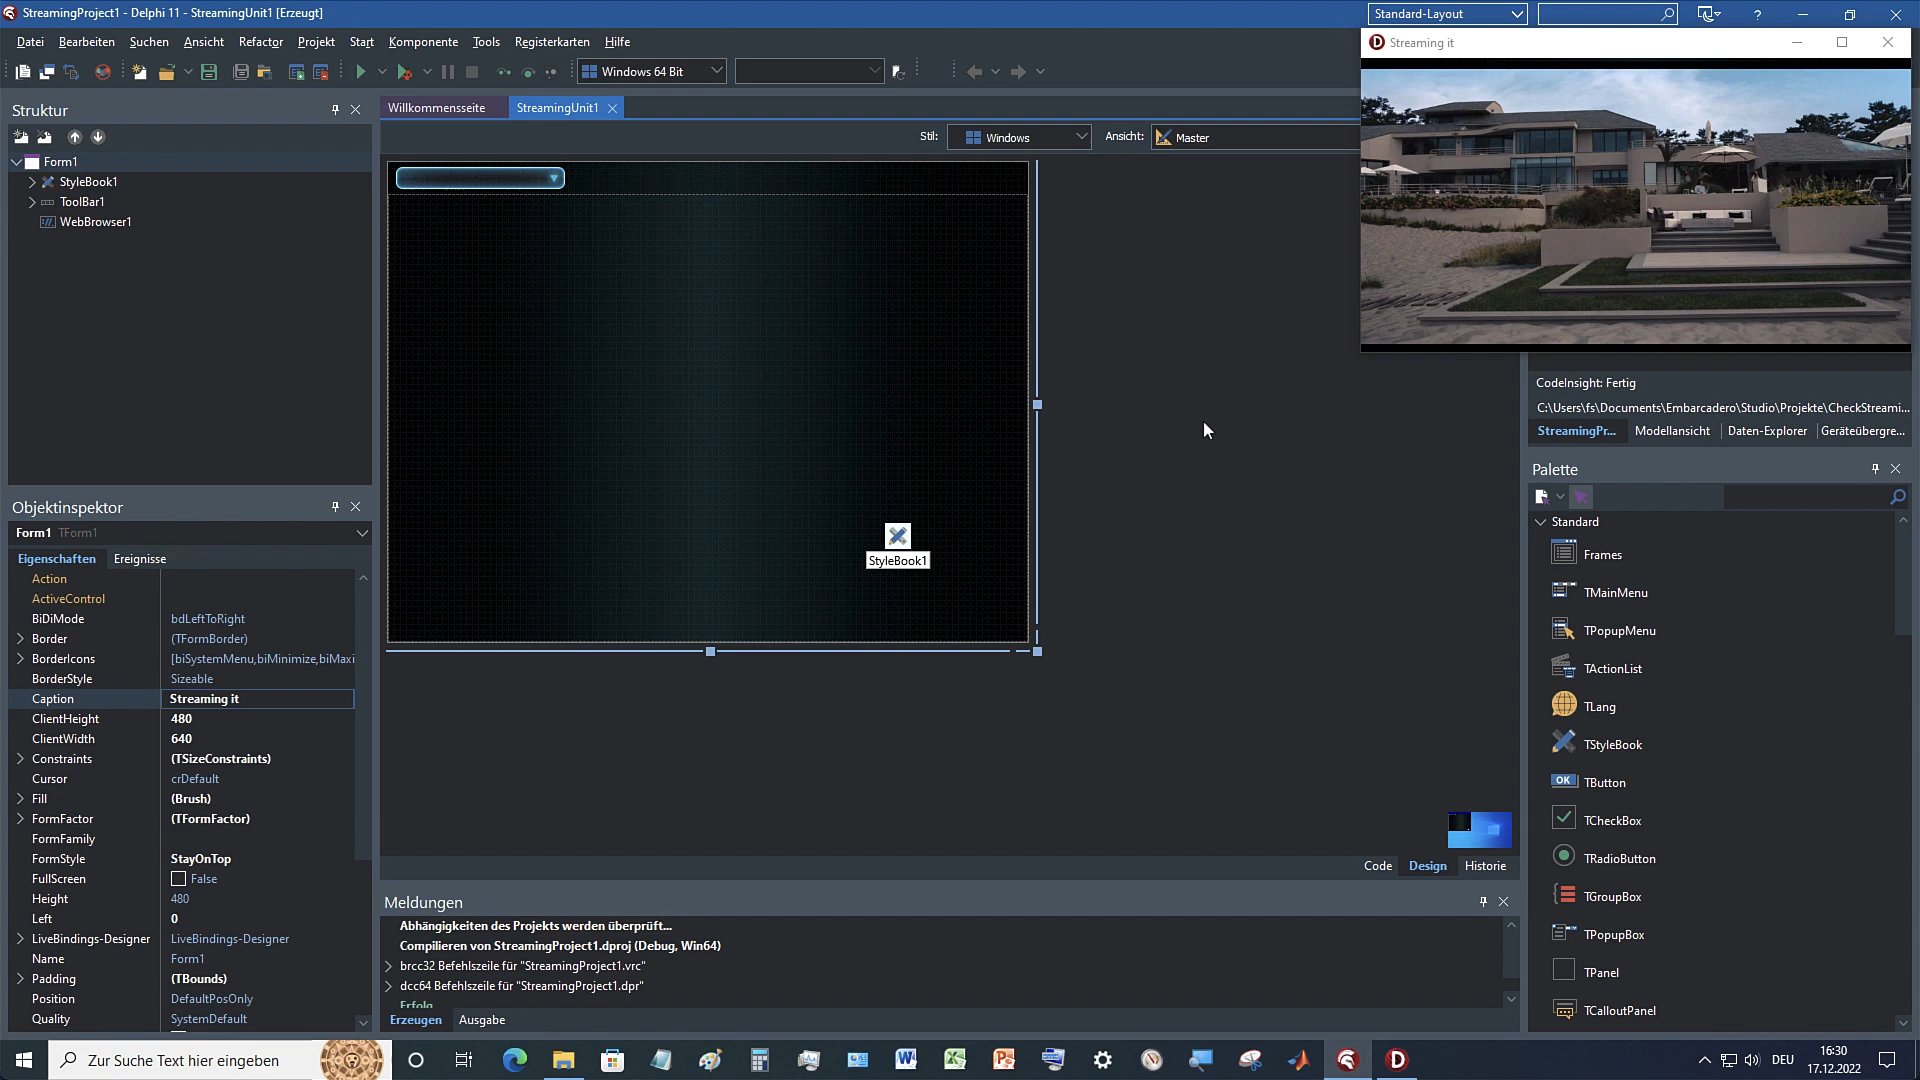 StreamingProject1 - Delphi 11 - StreamingUnit1 [Erzeugt]
Standard-Layout
?
Datei Bearbeiten Suchen Ansicht Refactor Projekt Start Komponente Tools Registerkarten Hilfe
Streaming it
Windows 64 Bit
Struktur
Willkommensseite
StreamingUnit1
Stil:
Windows
Ansicht:
Master
Form1
StyleBook1
ToolBar1
WebBrowser1
StyleBook1
CodeInsight: Fertig
C:\Users\fs\Documents\Embarcadero\Studio\Projekte\CheckStreami...
StreamingPr... Modellansicht Daten-Explorer Geräteübergre...
Objektinspektor
Form1 TForm1
Eigenschaften Ereignisse
Action
ActiveControl
BiDiMode bdLeftToRight
Border (TFormBorder)
BorderIcons [biSystemMenu,biMinimize,biMaxi
BorderStyle Sizeable
Caption Streaming it
ClientHeight 480
ClientWidth 640
Constraints (TSizeConstraints)
Cursor crDefault
Fill (Brush)
FormFactor (TFormFactor)
FormFamily
FormStyle StayOnTop
FullScreen False
Height 480
Left 0
LiveBindings-Designer LiveBindings-Designer
Name Form1
Padding (TBounds)
Position DefaultPosOnly
Quality SystemDefault
Palette
Standard
Frames
TMainMenu
TPopupMenu
TActionList
TLang
TStyleBook
OK TButton
TCheckBox
TRadioButton
TGroupBox
TPopupBox
TPanel
TCalloutPanel
Code Design Historie
Meldungen
Abhängigkeiten des Projekts werden überprüft...
Compilieren von StreamingProject1.dproj (Debug, Win64)
brcc32 Befehlszeile für "StreamingProject1.vrc"
dcc64 Befehlszeile für "StreamingProject1.dpr"
Erfolg
Erzeugen Ausgabe
Zur Suche Text hier eingeben
DEU
16:30
17.12.2022